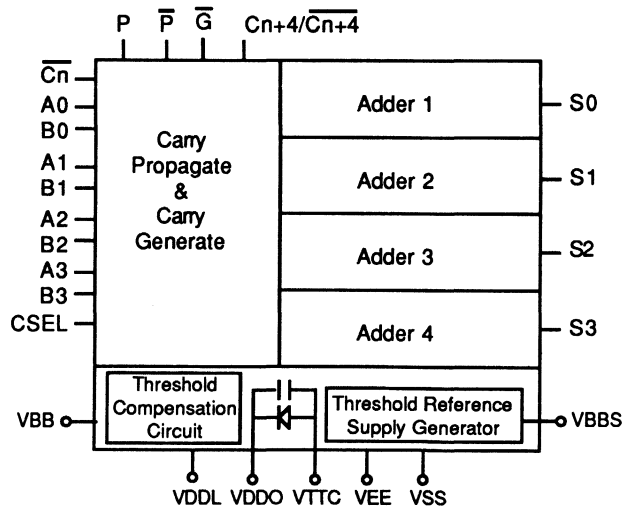 P P̅ G̅ Cn+4/C̅n̅+̅4̅
C̅n̅
A0
B0
A1
B1
A2
B2
A3
B3
CSEL
Carry
Propagate
&
Carry
Generate
Adder 1
Adder 2
Adder 3
Adder 4
S0
S1
S2
S3
Threshold
Compensation
Circuit
Threshold Reference
Supply Generator
VBB
VBBS
VDDL VDDO VTTC VEE VSS